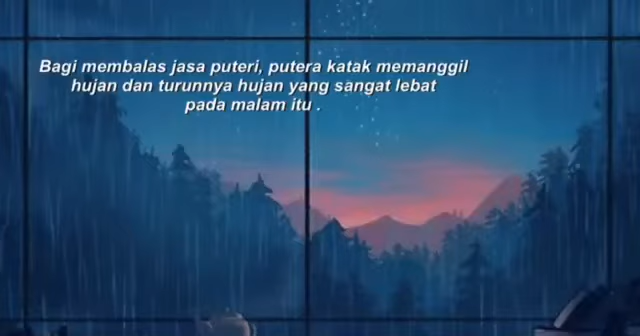 Bagi membalas jasa puteri, putera katak memanggil
hujan dan turunnya hujan yang sangat lebat
pada malam itu .